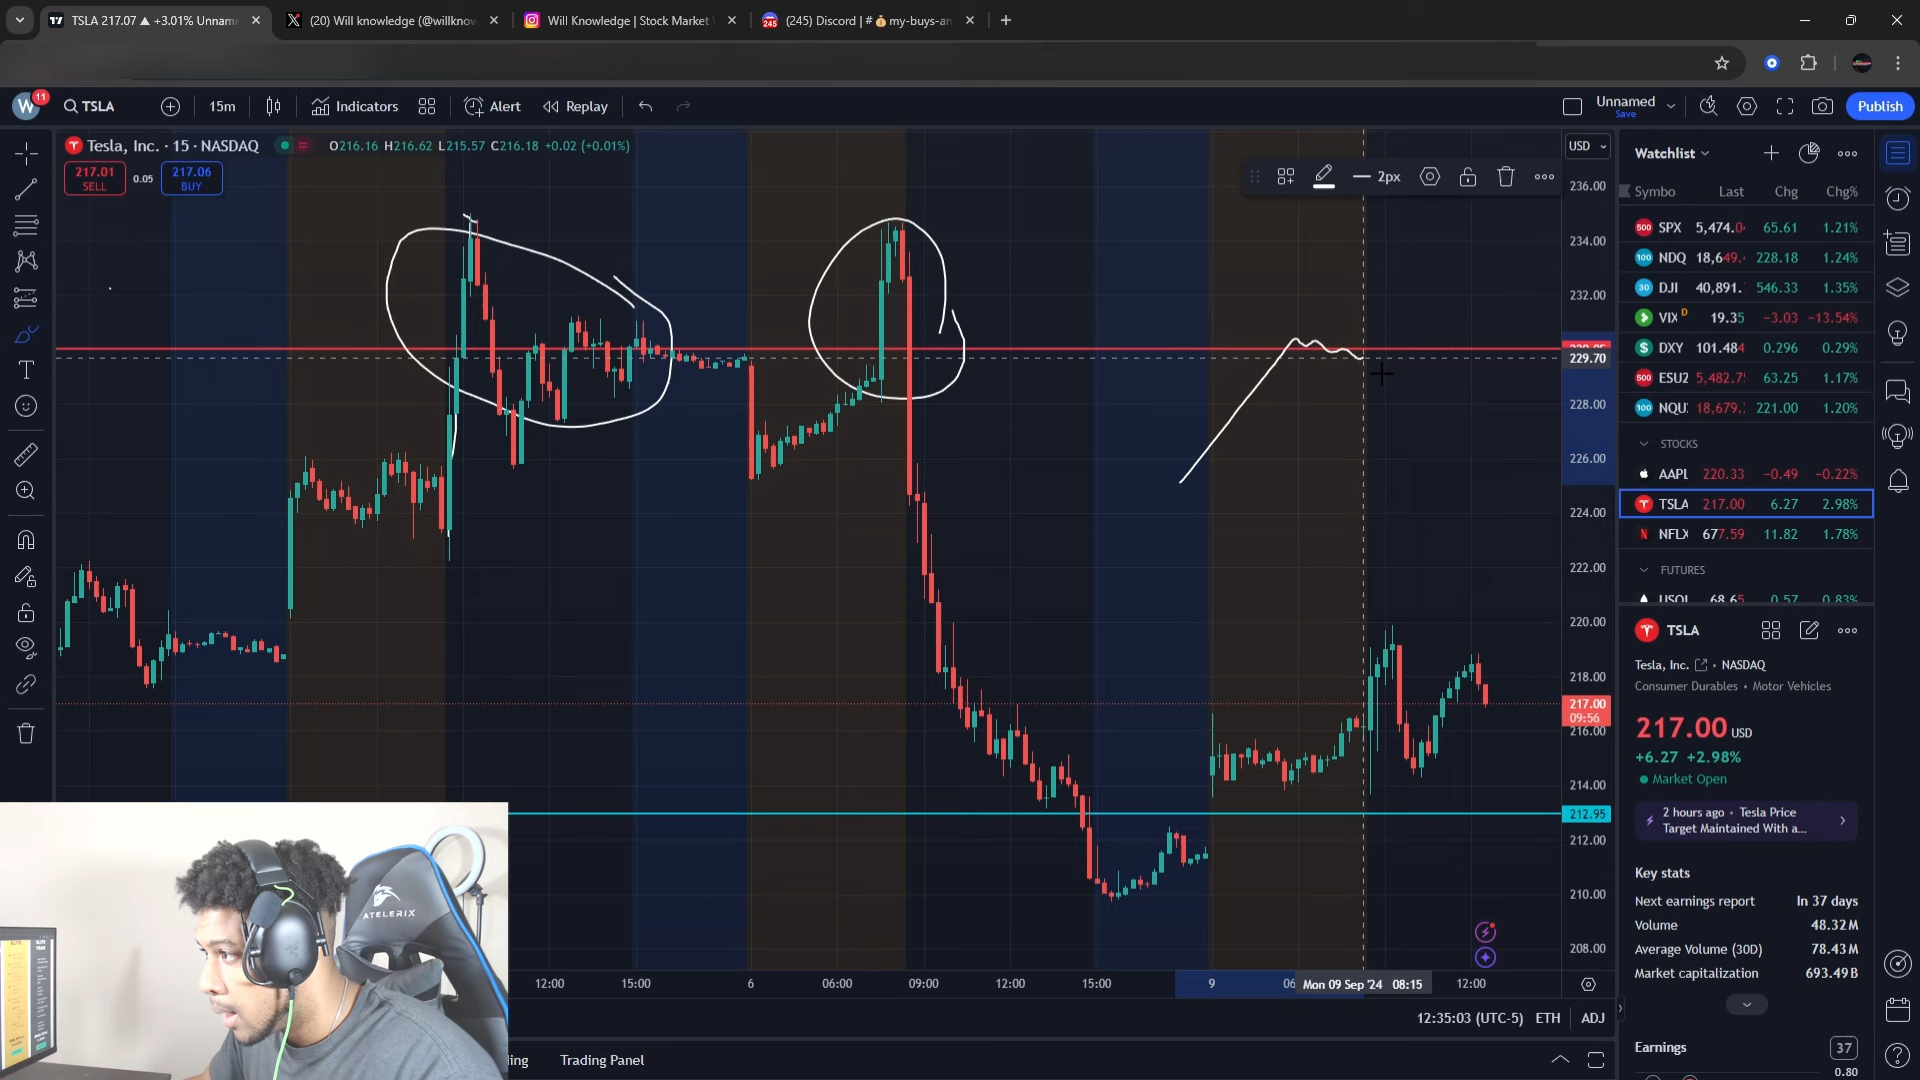 TSLA 217.07 ▲ +3.01% Unnam
(20) Will knowledge (@willknow
Will Knowledge | Stock Market
(245) Discord | # 💰my-buys-an
W 11
TSLA
15m
Indicators
Alert
Replay
Unnamed
Save
Publish
Tesla, Inc. · 15 · NASDAQ
O216.16 H216.62 L215.57 C216.18 +0.02 (+0.01%)
217.01
SELL
0.05
217.06
BUY
2px
USD
236.00
234.00
232.00
229.70
228.00
226.00
224.00
222.00
220.00
218.00
217.00
09:56
216.00
214.00
212.95
212.00
210.00
208.00
12:00
15:00
6
06:00
09:00
12:00
15:00
9
Mon 09 Sep '24 08:15
12:00
12:35:03 (UTC-5)
ETH
ADJ
Trading Panel
ATELERIX
Watchlist
Symbo Last Chg Chg%
SPX 5,474.0 65.61 1.21%
NDQ 18,649. 228.18 1.24%
DJI 40,891. 546.33 1.35%
VIX D 19.35 −3.03 −13.54%
DXY 101.484 0.296 0.29%
ESU2 5,482.7 63.25 1.17%
NQU 18,679. 221.00 1.20%
STOCKS
AAPL 220.33 −0.49 −0.22%
TSLA 217.00 6.27 2.98%
NFLX 677.59 11.82 1.78%
FUTURES
USOI 68.65 0.57 0.83%
TSLA
Tesla, Inc. • NASDAQ
Consumer Durables • Motor Vehicles
217.00 USD
+6.27 +2.98%
Market Open
2 hours ago • Tesla Price
Target Maintained With a...
Key stats
Next earnings report In 37 days
Volume 48.32M
Average Volume (30D) 78.43M
Market capitalization 693.49B
Earnings
37
0.80